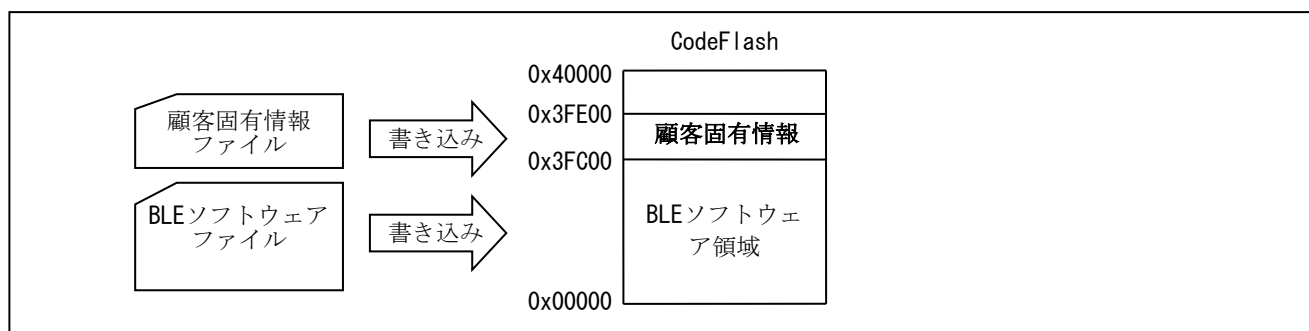 CodeFlash
0x40000
0x3FE00
顧客固有情報
ファイル
書き込み
顧客固有情報
0x3FC00
BLEソフトウェア
ファイル
書き込み
BLEソフトウェ
ア領域
0x00000